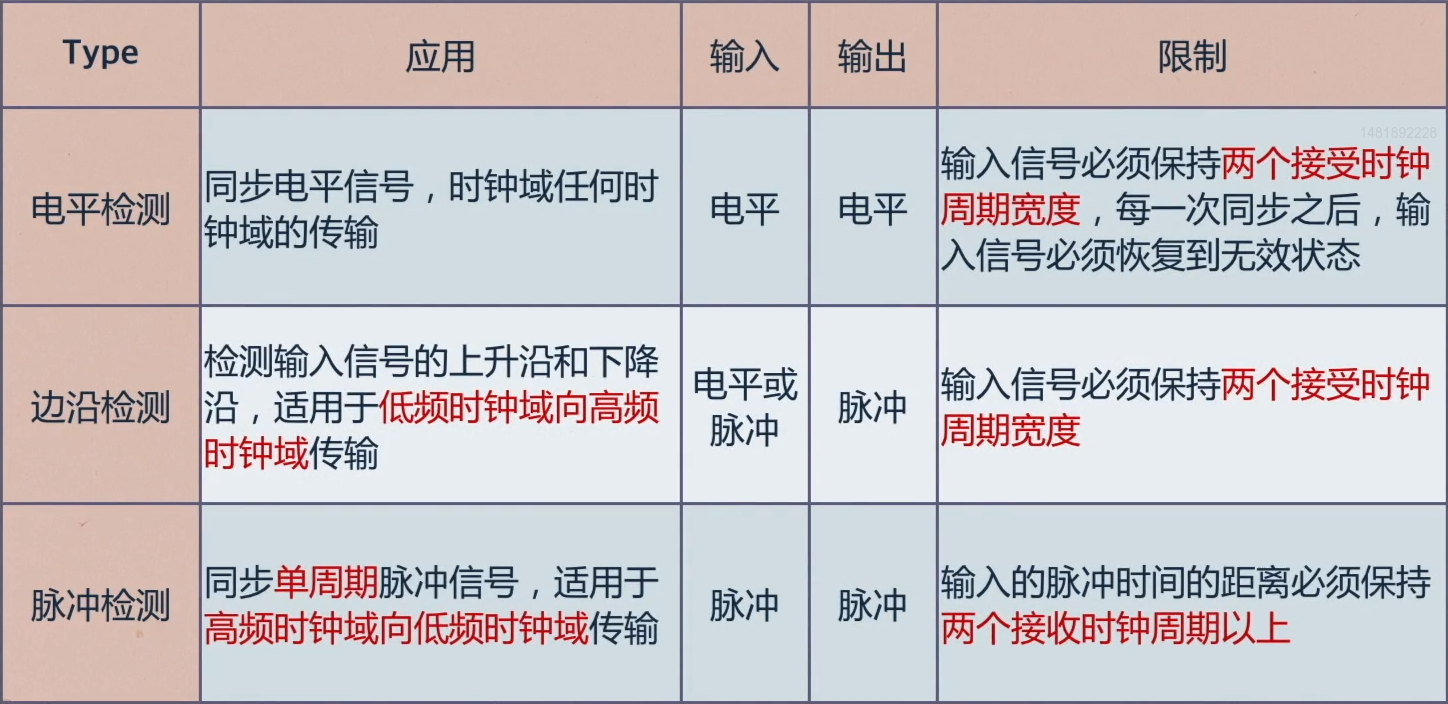 Type 应用 输入 输出 限制
1481892228
电平检测
同步电平信号，时钟域任何时
钟域的传输
电平
电平
输入信号必须保持两个接受时钟
周期宽度，每一次同步之后，输
入信号必须恢复到无效状态
边沿检测
检测输入信号的上升沿和下降
沿，适用于低频时钟域向高频
时钟域传输
电平或
脉冲
脉冲
输入信号必须保持两个接受时钟
周期宽度
脉冲检测
同步单周期脉冲信号，适用于
高频时钟域向低频时钟域传输
脉冲
脉冲
输入的脉冲时间的距离必须保持
两个接收时钟周期以上